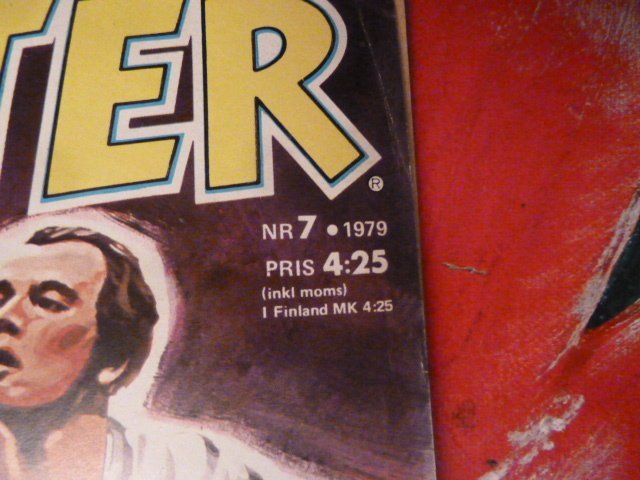 TER®
NR 7 • 1979
PRIS 4:25
(inkl moms)
I Finland MK 4:25